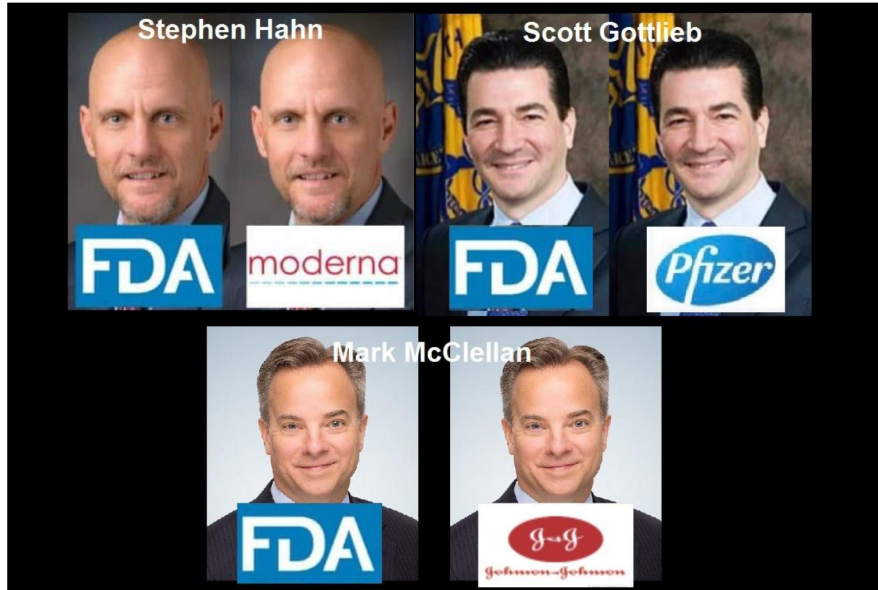 Stephen Hahn
Scott Gottlieb
FDA
moderna
FDA
Pfizer
Mark McClellan
FDA
J&J
Johnson & Johnson